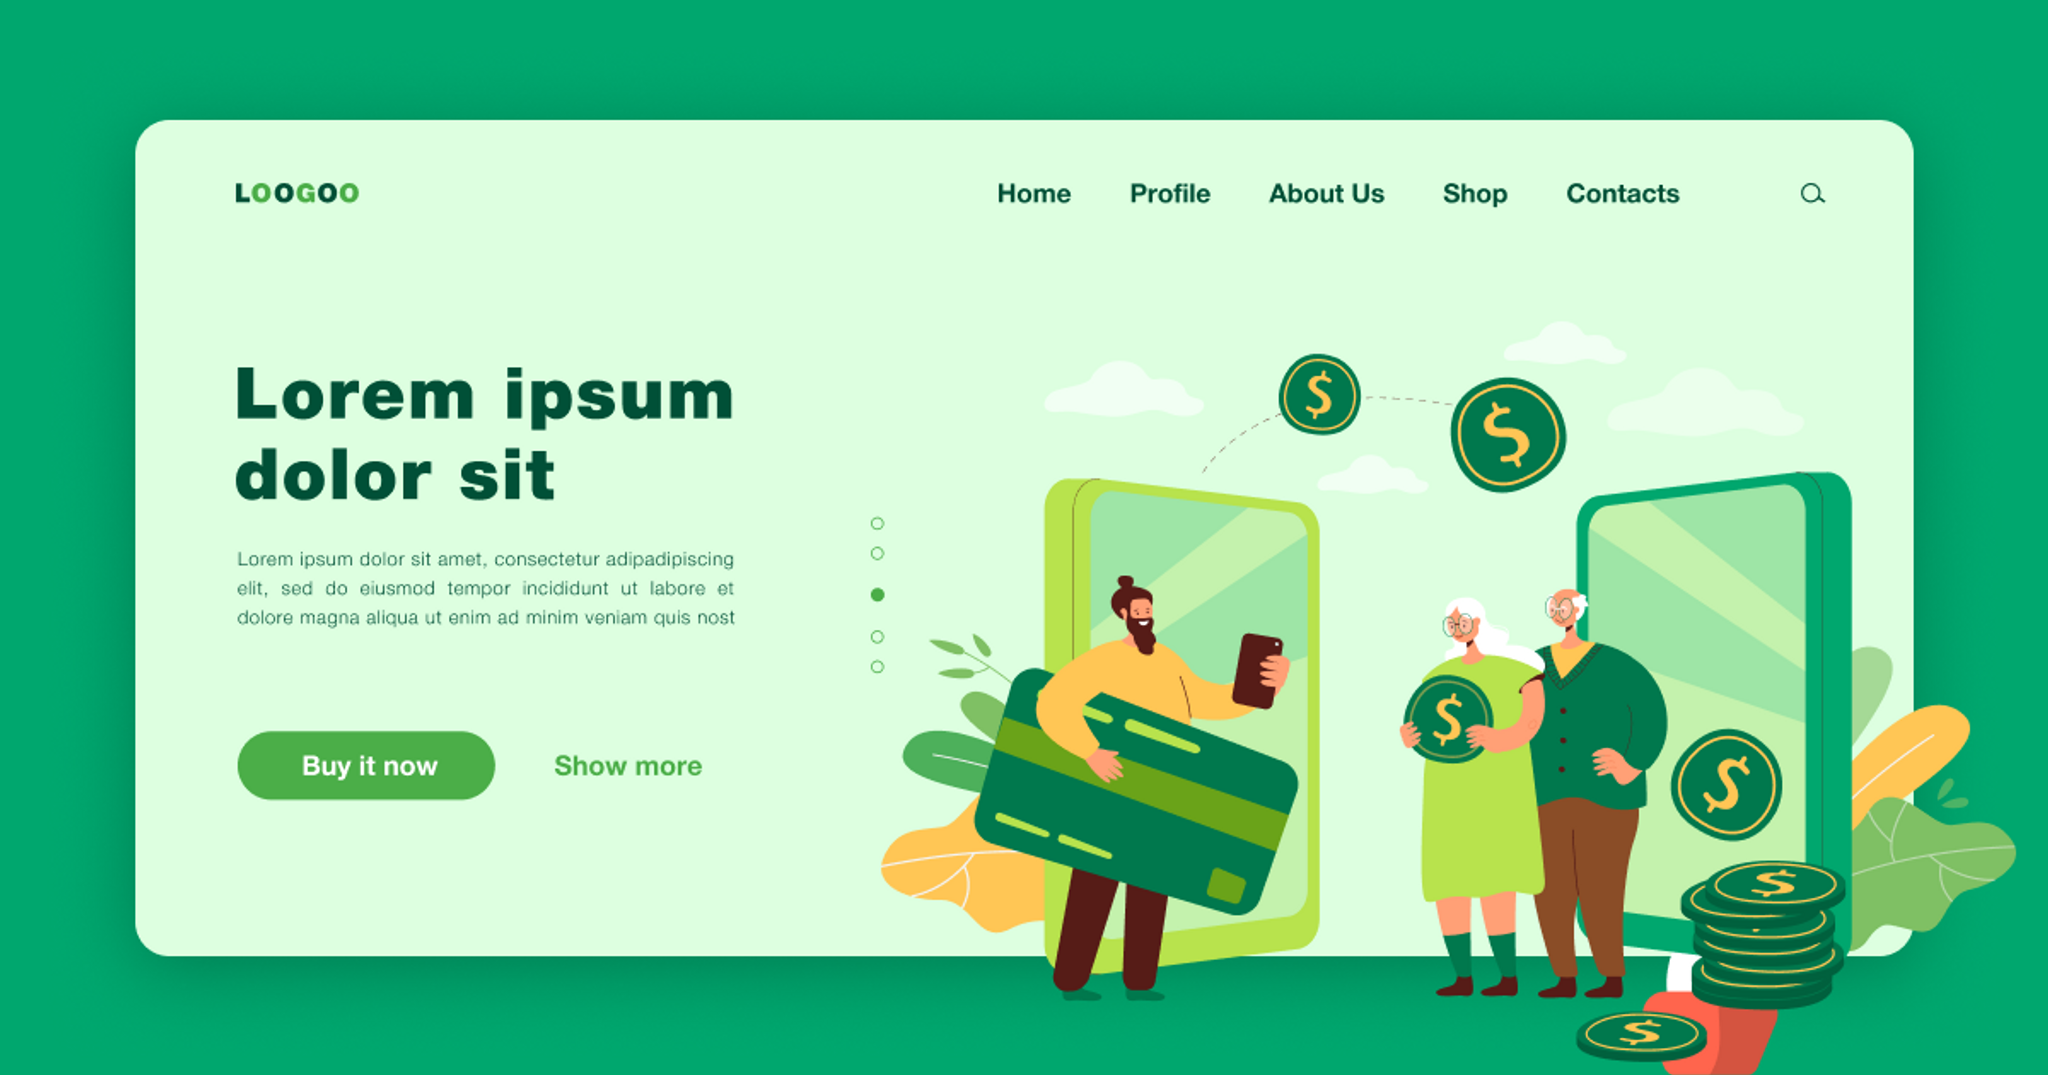 LOOGOO
Home Profile About Us Shop Contacts
Lorem ipsum
dolor sit
Lorem ipsum dolor sit amet, consectetur adipadipiscing
elit, sed do eiusmod tempor incididunt ut labore et
dolore magna aliqua ut enim ad minim veniam quis nost
Buy it now Show more
$
$
$
$
$
$